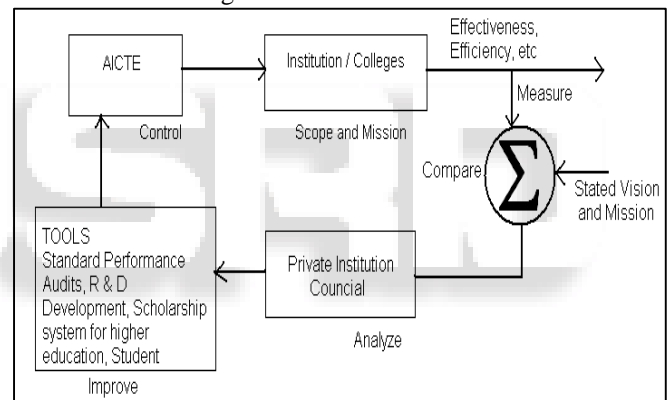 Effectiveness,
Efficiency, etc
AICTE
Institution / Colleges
Measure
Control
Scope and Mission
Compare
Σ
Stated Vision
and Mission
TOOLS
Standard Performance
Audits, R & D
Development, Scholarship
system for higher
education, Student
Private Institution
Councial
Analyze
Improve